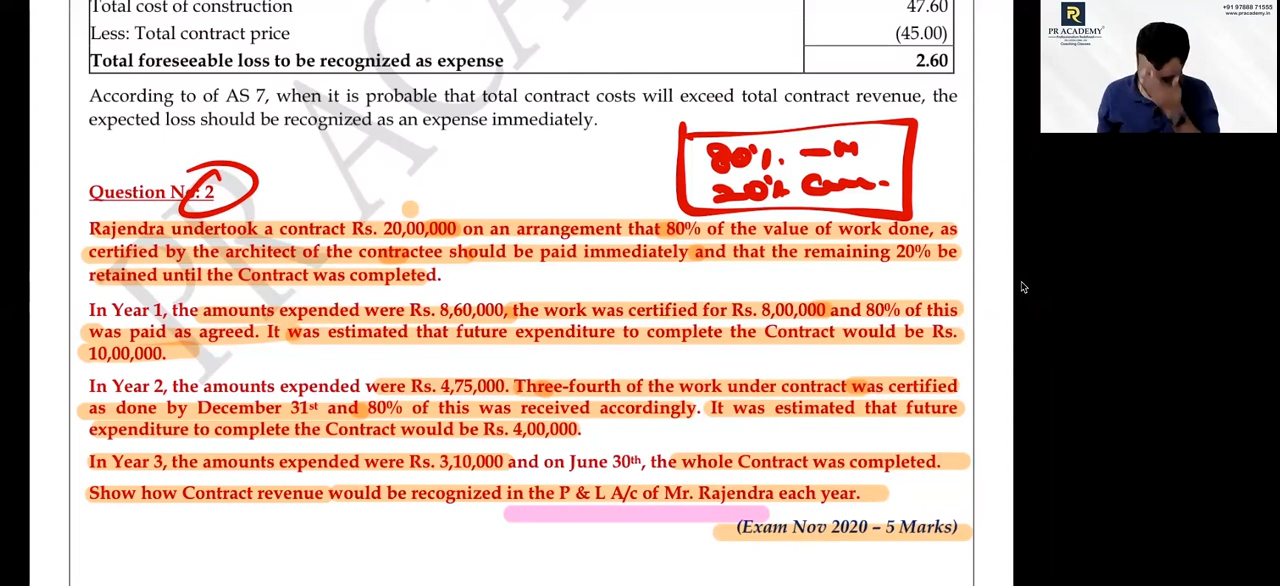 Total cost of construction 47.60
Less: Total contract price (45.00)
Total foreseeable loss to be recognized as expense 2.60
According to of AS 7, when it is probable that total contract costs will exceed total contract revenue, the
expected loss should be recognized as an expense immediately.
80% - M
20%
Question No: 2
Rajendra undertook a contract Rs. 20,00,000 on an arrangement that 80% of the value of work done, as
certified by the architect of the contractee should be paid immediately and that the remaining 20% be
retained until the Contract was completed.
In Year 1, the amounts expended were Rs. 8,60,000, the work was certified for Rs. 8,00,000 and 80% of this
was paid as agreed. It was estimated that future expenditure to complete the Contract would be Rs.
10,00,000.
In Year 2, the amounts expended were Rs. 4,75,000. Three-fourth of the work under contract was certified
as done by December 31st and 80% of this was received accordingly. It was estimated that future
expenditure to complete the Contract would be Rs. 4,00,000.
In Year 3, the amounts expended were Rs. 3,10,000 and on June 30th, the whole Contract was completed.
Show how Contract revenue would be recognized in the P & L A/c of Mr. Rajendra each year.
(Exam Nov 2020 – 5 Marks)
PR ACADEMY
Coaching Classes
+91 97888 71555
www.pracademy.in
PR ACA